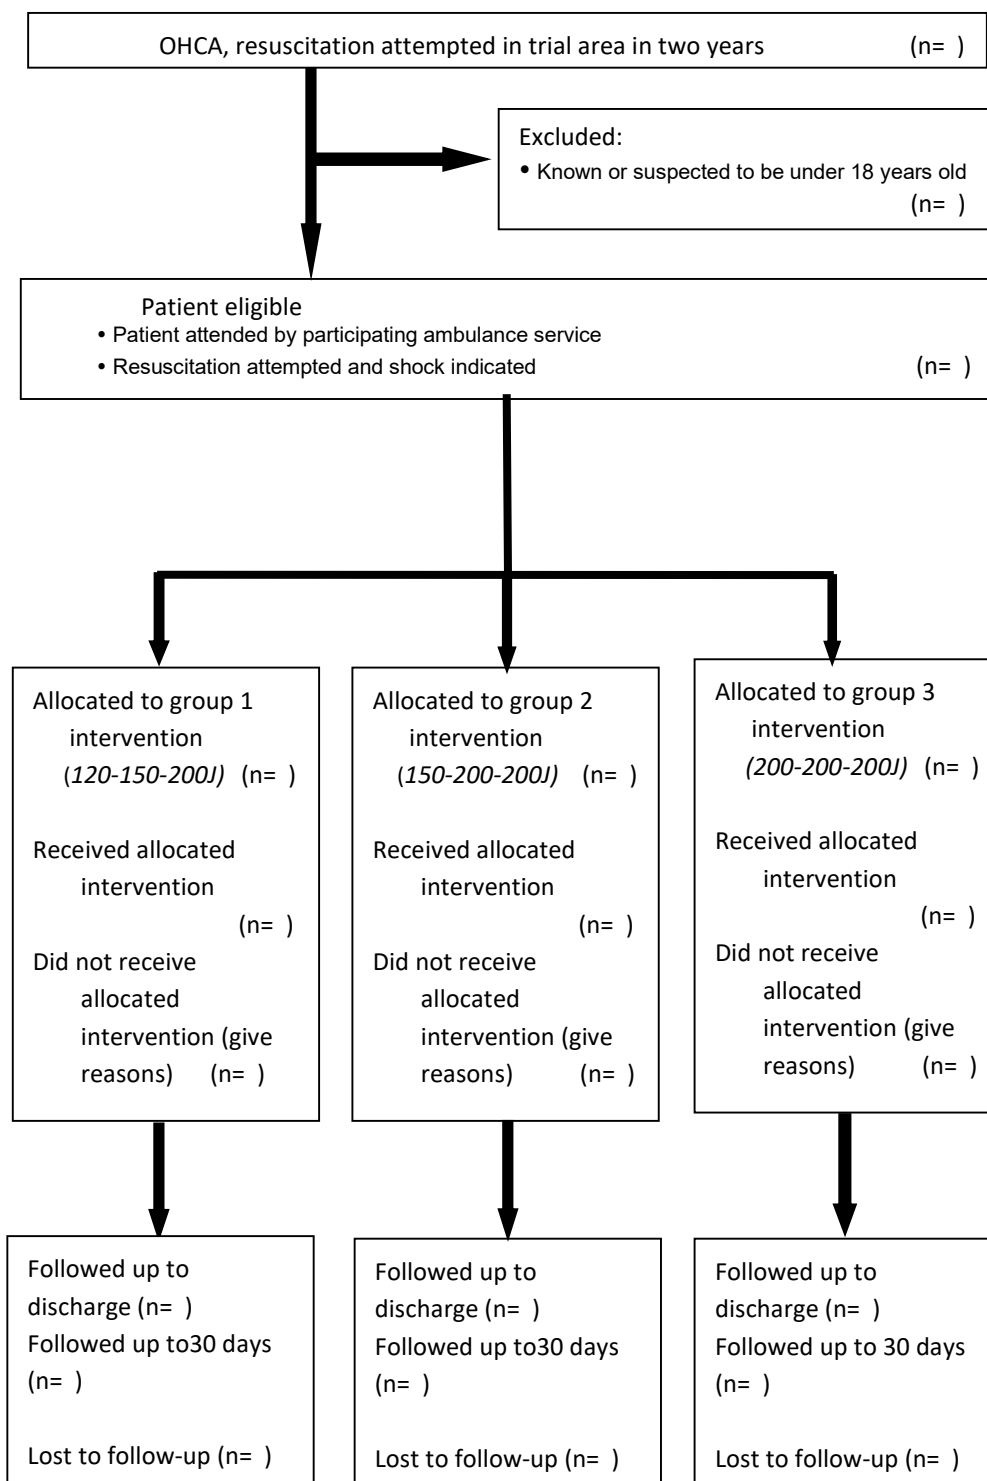 OHCA, resuscitation attempted in trial area in two years (n= )
Excluded:
• Known or suspected to be under 18 years old
(n= )
Patient eligible
• Patient attended by participating ambulance service
• Resuscitation attempted and shock indicated (n= )
Allocated to group 1
intervention
(120-150-200J) (n= )
Received allocated
intervention
(n= )
Did not receive
allocated
intervention (give
reasons) (n= )
Allocated to group 2
intervention
(150-200-200J) (n= )
Received allocated
intervention
(n= )
Did not receive
allocated
intervention (give
reasons) (n= )
Allocated to group 3
intervention
(200-200-200J) (n= )
Received allocated
intervention
(n= )
Did not receive
allocated
intervention (give
reasons) (n= )
Followed up to
discharge (n= )
Followed up to30 days
(n= )
Lost to follow-up (n= )
Followed up to
discharge (n= )
Followed up to30 days
(n= )
Lost to follow-up (n= )
Followed up to
discharge (n= )
Followed up to 30 days
(n= )
Lost to follow-up (n= )